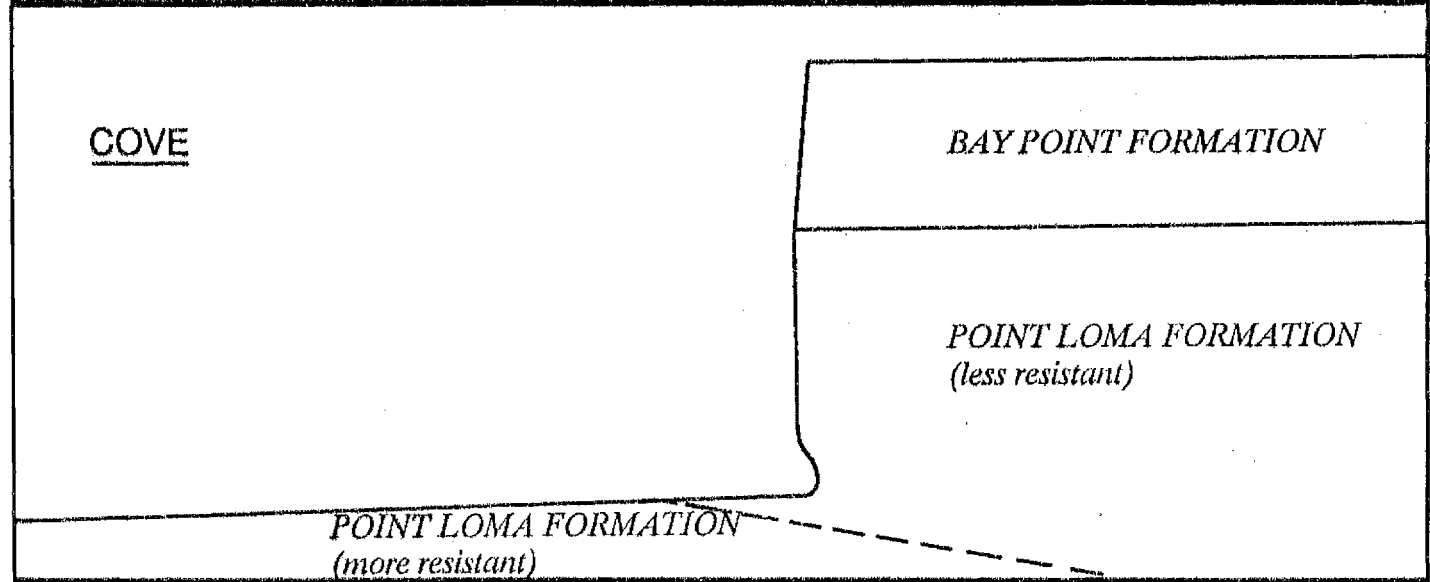 COVE
BAY POINT FORMATION
POINT LOMA FORMATION
(less resistant)
POINT LOMA FORMATION
(more resistant)